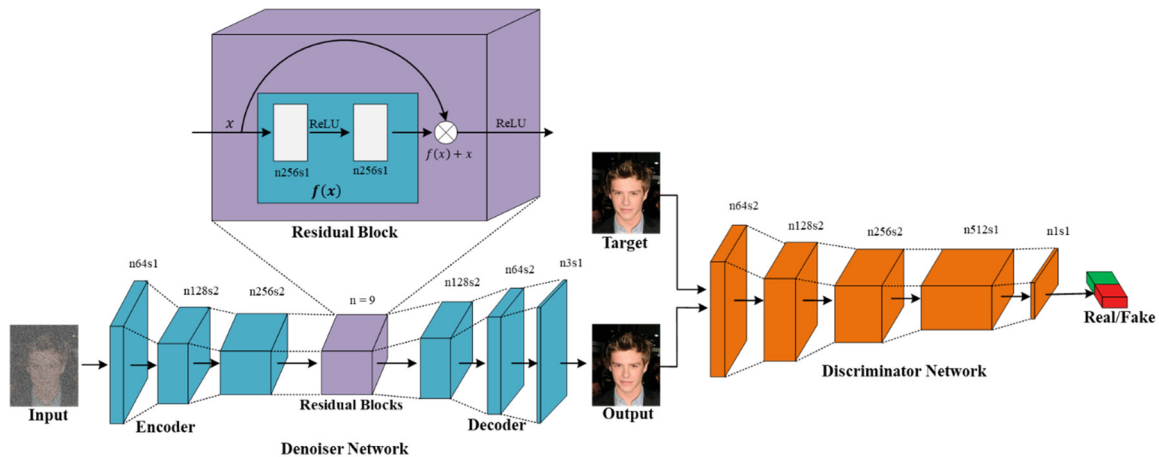 x
ReLU
ReLU
n256s1
n256s1
f(x) + x
f(x)
Residual Block
n64s1
n128s2
n256s2
n = 9
n128s2
n64s2
n3s1
Input
Encoder
Residual Blocks
Decoder
Denoiser Network
Target
Output
n64s2
n128s2
n256s2
n512s1
n1s1
Real/Fake
Discriminator Network